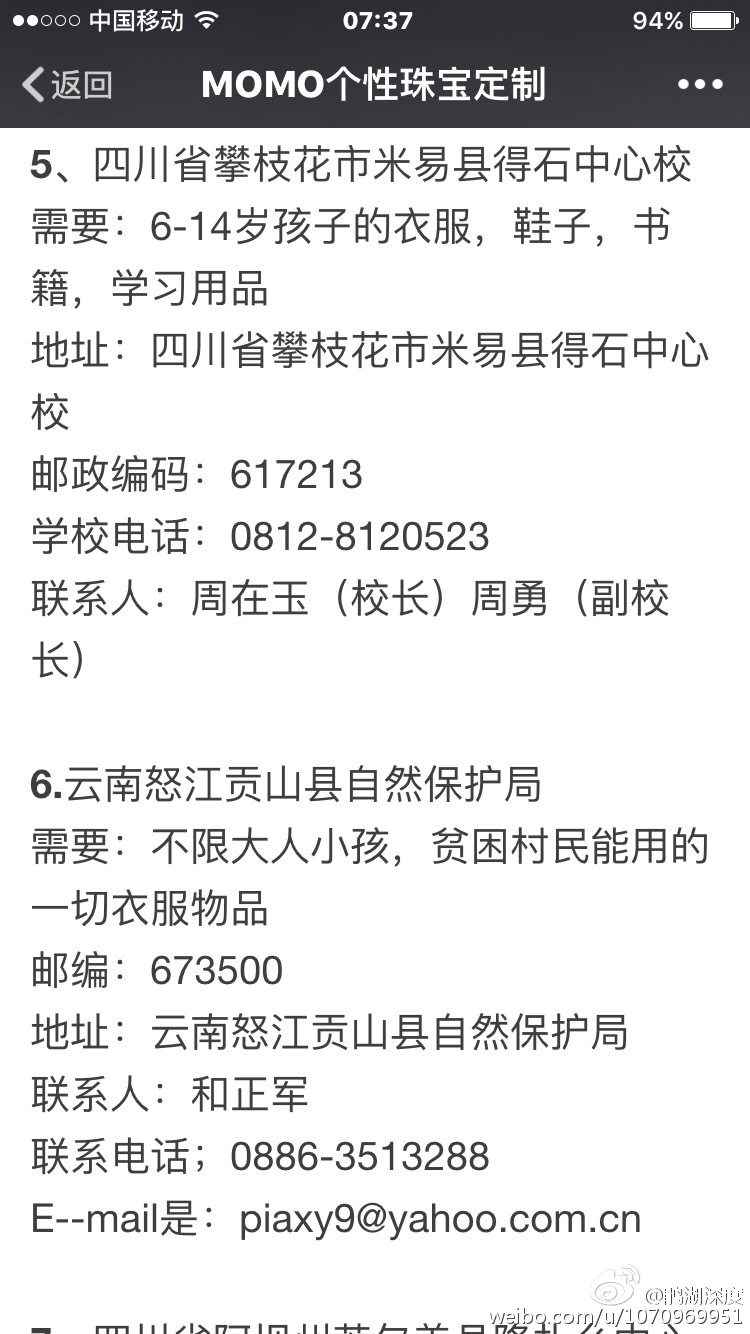 中国移动 07:37 94%
返回 MOMO个性珠宝定制
5、四川省攀枝花市米易县得石中心校
需要：6-14岁孩子的衣服，鞋子，书
籍，学习用品
地址：四川省攀枝花市米易县得石中心
校
邮政编码：617213
学校电话：0812-8120523
联系人：周在玉（校长）周勇（副校
长）
6.云南怒江贡山县自然保护局
需要：不限大人小孩，贫困村民能用的
一切衣服物品
邮编：673500
地址：云南怒江贡山县自然保护局
联系人：和正军
联系电话；0886-3513288
E--mail是：piaxy9@yahoo.com.cn
@鹊湖深度
weibo.com/u/1070969951